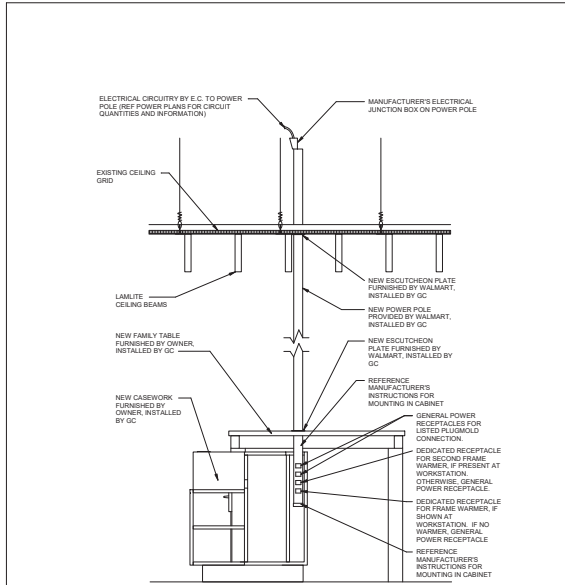 ELECTRICAL CIRCUITRY BY E.C. TO POWER
POLE (REF POWER PLANS FOR CIRCUIT
QUANTITIES AND INFORMATION)
MANUFACTURER'S ELECTRICAL
JUNCTION BOX ON POWER POLE
EXISTING CEILING
GRID
LAMLITE
CEILING BEAMS
NEW ESCUTCHEON PLATE
FURNISHED BY WALMART,
INSTALLED BY GC
NEW POWER POLE
PROVIDED BY WALMART,
INSTALLED BY GC
NEW FAMILY TABLE
FURNISHED BY OWNER,
INSTALLED BY GC
NEW ESCUTCHEON
PLATE FURNISHED BY
WALMART, INSTALLED BY
GC
REFERENCE
MANUFACTURER'S
INSTRUCTIONS FOR
MOUNTING IN CABINET
NEW CASEWORK
FURNISHED BY
OWNER, INSTALLED
BY GC
GENERAL POWER
RECEPTACLES FOR
LISTED PLUGMOLD
CONNECTION.
DEDICATED RECEPTACLE
FOR SECOND FRAME
WARMER, IF PRESENT AT
WORKSTATION.
OTHERWISE, GENERAL
POWER RECEPTACLE.
DEDICATED RECEPTACLE
FOR FRAME WARMER, IF
SHOWN AT
WORKSTATION. IF NO
WARMER, GENERAL
POWER RECEPTACLE
REFERENCE
MANUFACTURER'S
INSTRUCTIONS FOR
MOUNTING IN CABINET